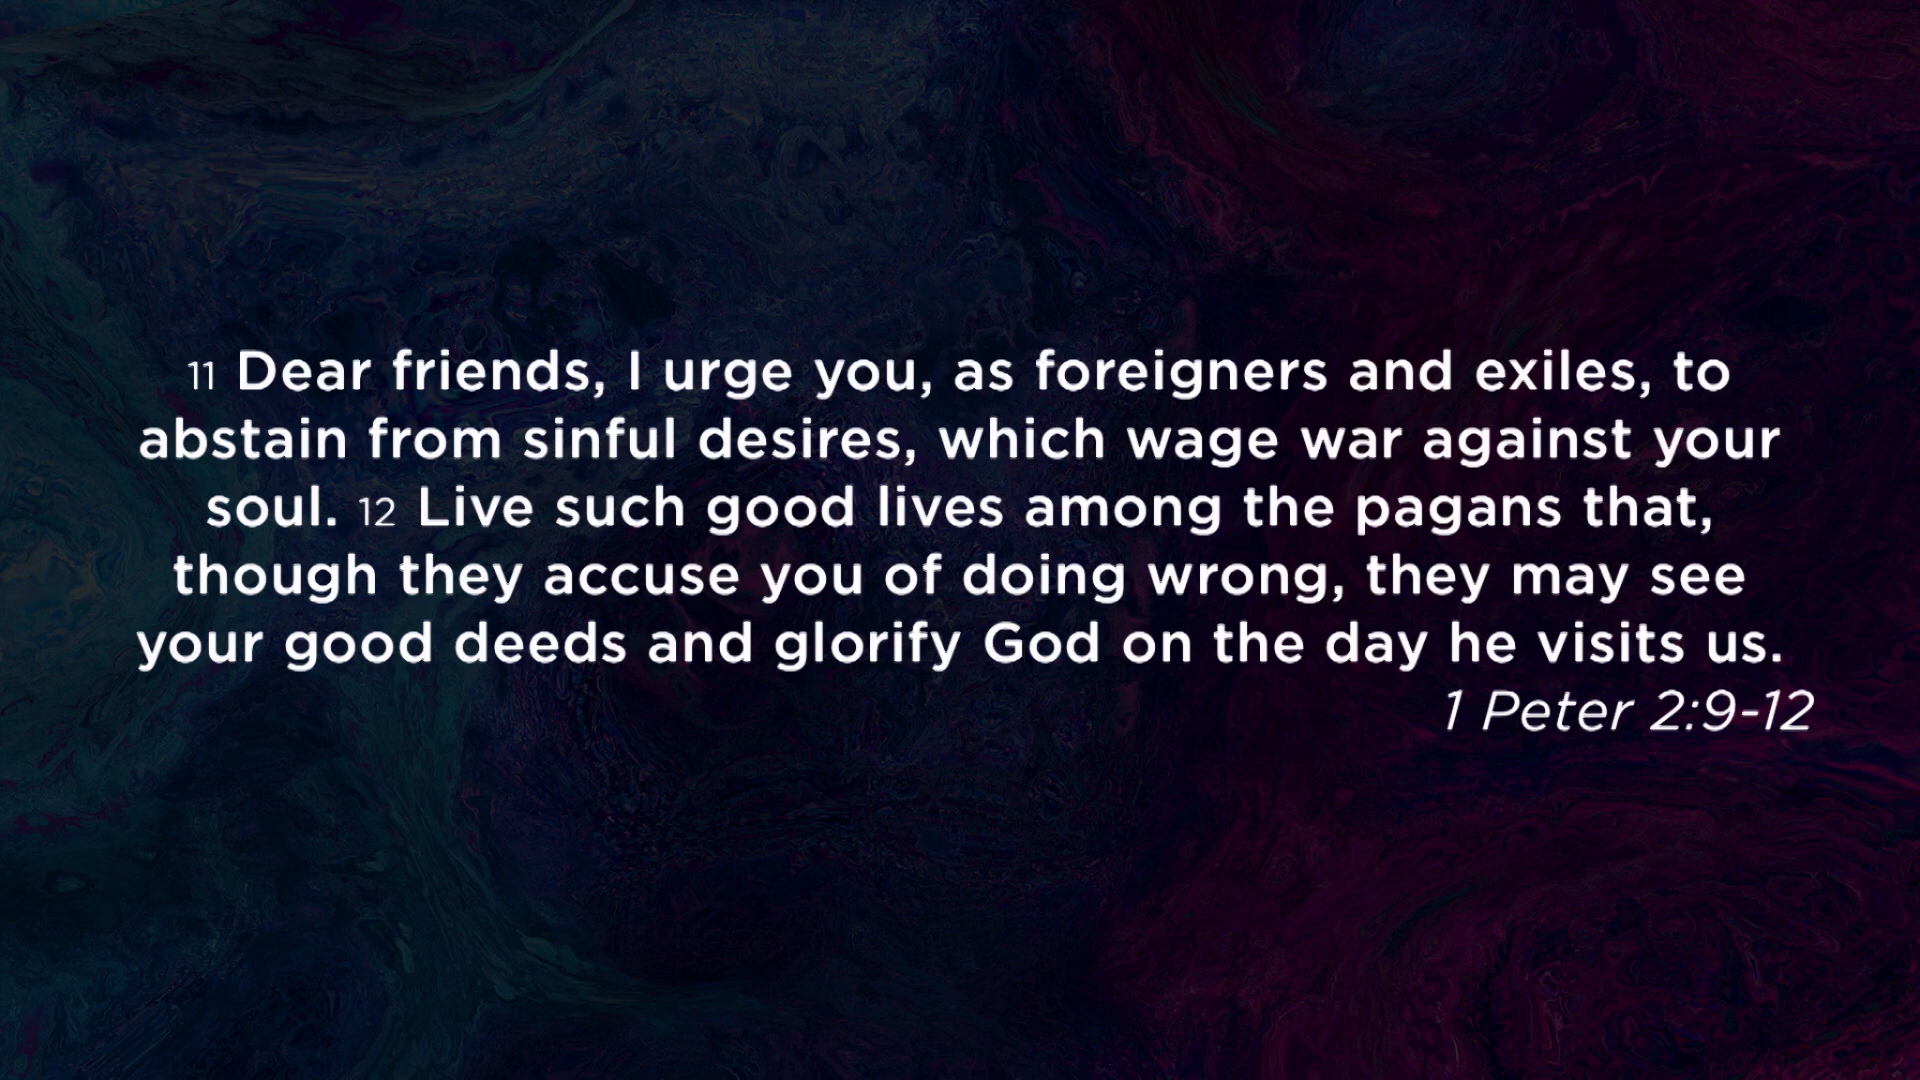 11 Dear friends, I urge you, as foreigners and exiles, to
abstain from sinful desires, which wage war against your
soul. 12 Live such good lives among the pagans that,
though they accuse you of doing wrong, they may see
your good deeds and glorify God on the day he visits us.
1 Peter 2:9-12